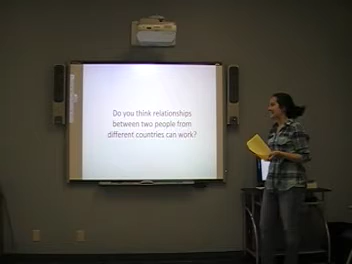 Do you think relationships
between two people from
different countries can work?